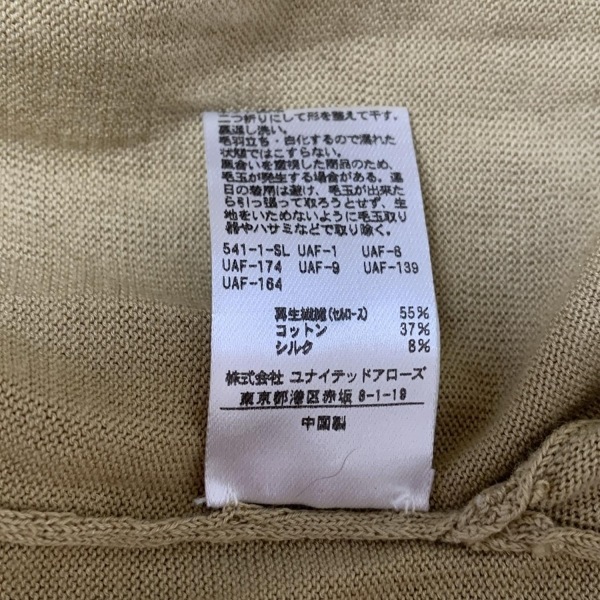 二つ折りにして形を整えて干す。
裏返し洗い。
毛羽立ち・白化するので濡れた
状態ではこすらない。
風合いを重視した商品のため、
毛玉が発生する場合がある。連
日の着用は避け、毛玉が出来た
ら引っ張って取ろうとせず、生
地をいためないように毛玉取り
器やハサミなどで取り除く。
541-1-SL UAF-1 UAF-8
UAF-174 UAF-9 UAF-139
UAF-164
再生繊維(セルロース) 55%
コットン 37%
シルク 8%
株式会社 ユナイテッドアローズ
東京都港区赤坂 8-1-19
中国製